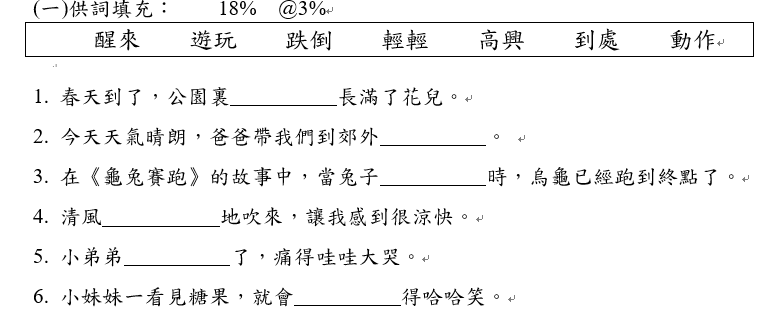 (一)供詞填充： 18% @3%
醒來 遊玩 跌倒 輕輕 高興 到處 動作
1. 春天到了，公園裏__________長滿了花兒。
2. 今天天氣晴朗，爸爸帶我們到郊外__________。
3. 在《龜兔賽跑》的故事中，當兔子__________時，烏龜已經跑到終點了。
4. 清風___________地吹來，讓我感到很涼快。
5. 小弟弟__________了，痛得哇哇大哭。
6. 小妹妹一看見糖果，就會__________得哈哈笑。